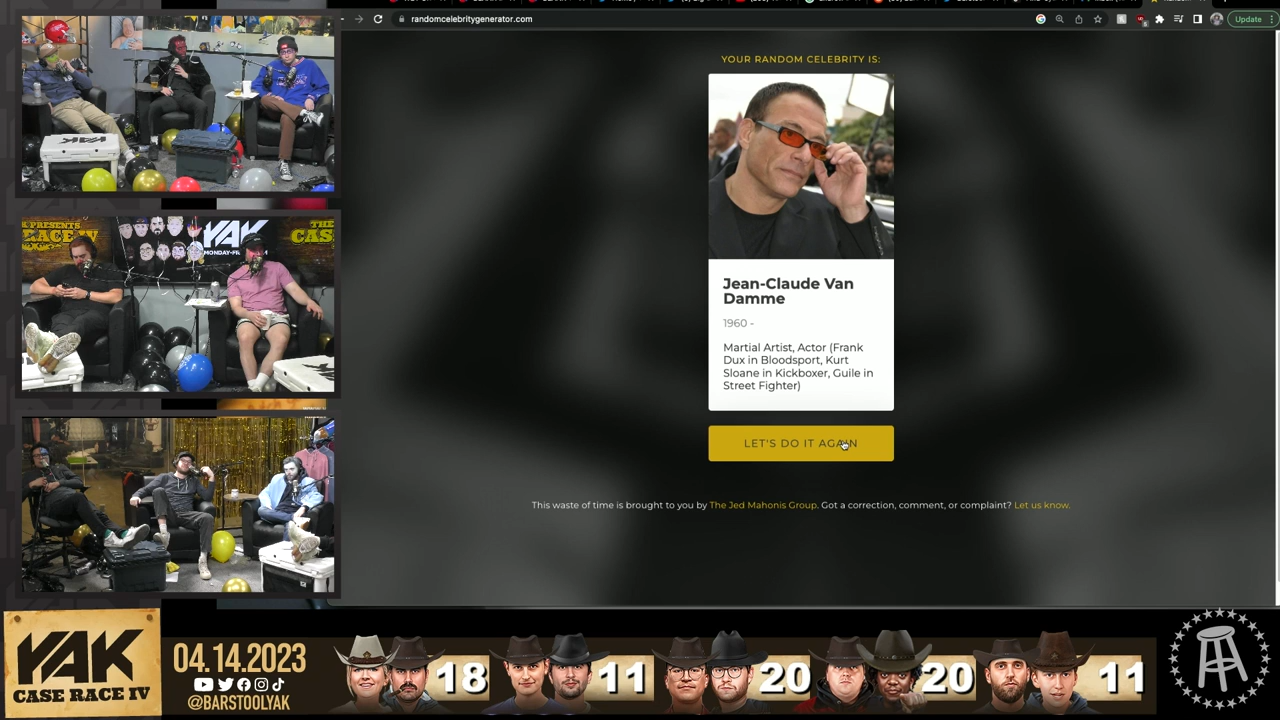 randomcelebritygenerator.com
Update
YOUR RANDOM CELEBRITY IS:
Jean-Claude Van
Damme
1960 -
Martial Artist, Actor (Frank
Dux in Bloodsport, Kurt
Sloane in Kickboxer, Guile in
Street Fighter)
LET'S DO IT AGAIN
This waste of time is brought to you by The Jed Mahonis Group. Got a correction, comment, or complaint? Let us know.
YAK
YAK
MONDAY-FR
YAK
CASE RACE IV
04.14.2023
@BARSTOOLYAK
18
11
20
20
11